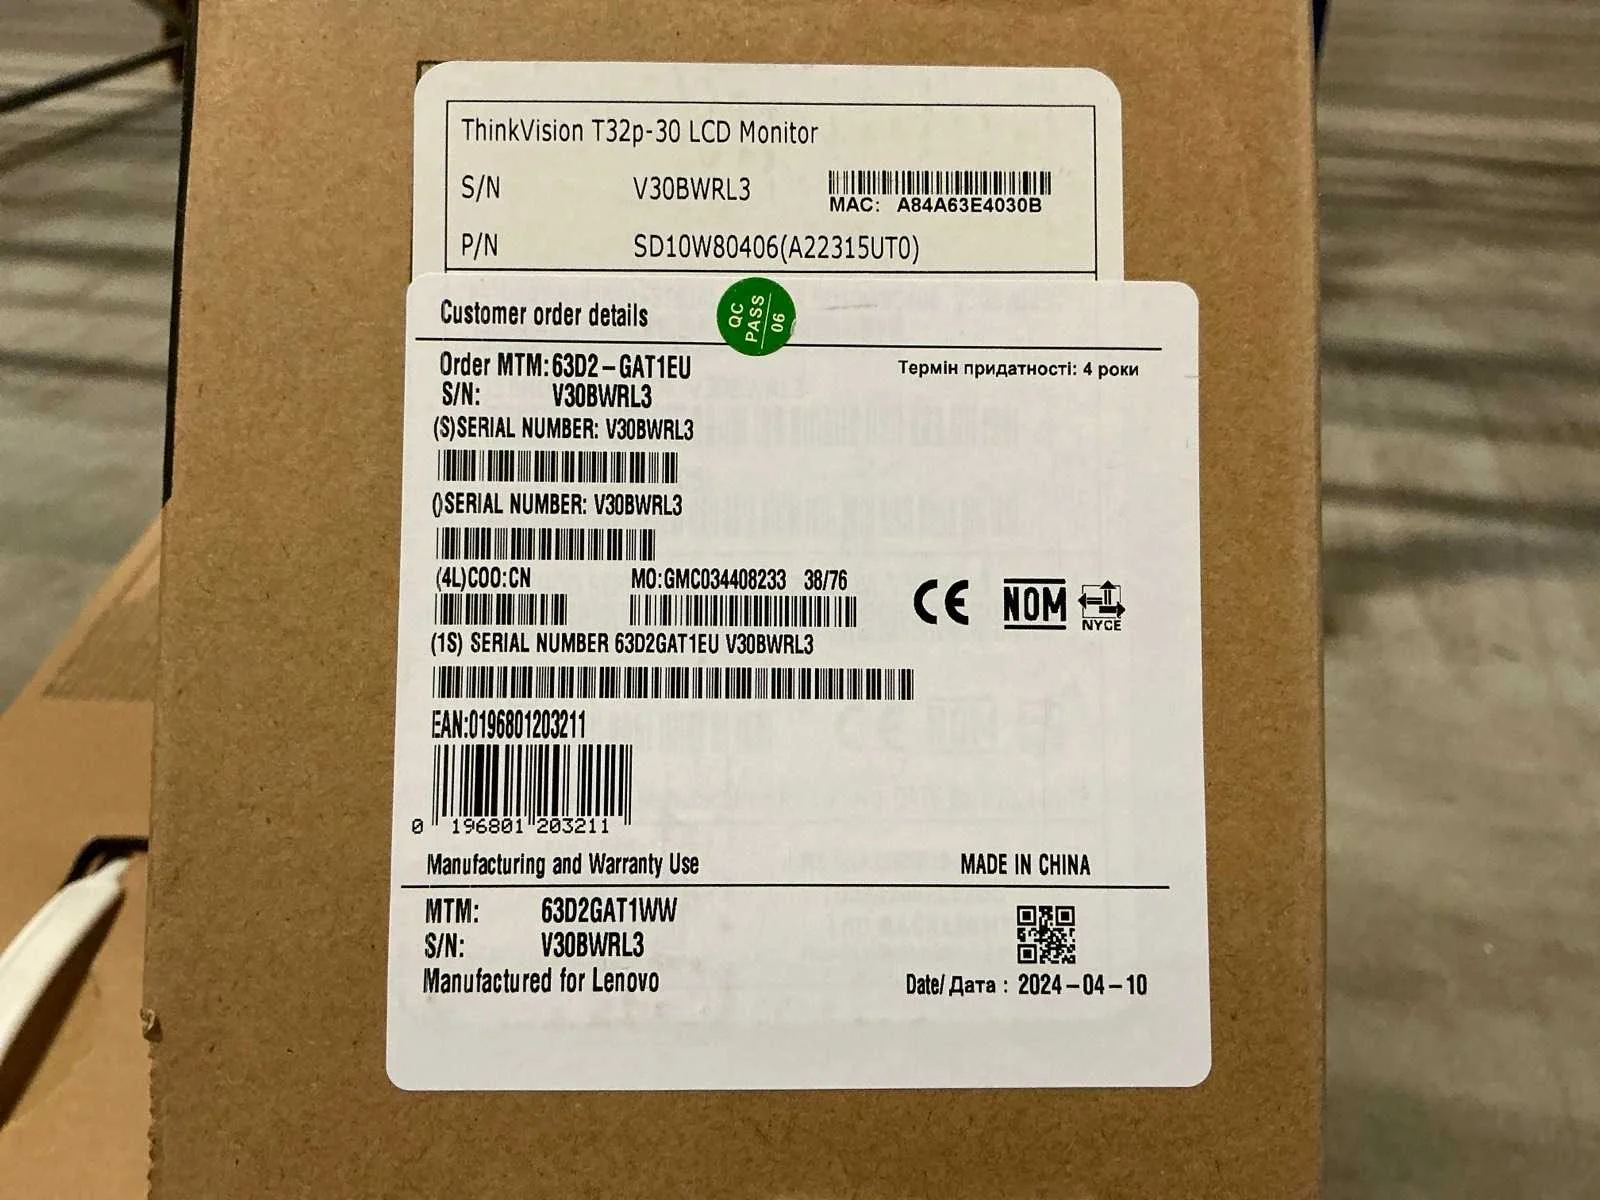 ThinkVision T32p-30 LCD Monitor
S/N V30BWRL3
MAC: A84A63E4030B
P/N SD10W80406(A22315UT0)
Customer order details
QC PASS 06
Order MTM: 63D2-GAT1EU
Термін придатності: 4 роки
S/N: V30BWRL3
(S)SERIAL NUMBER: V30BWRL3
()SERIAL NUMBER: V30BWRL3
(4L)COO:CN MO:GMC034408233 38/76
CE NOM NYCE
(1S) SERIAL NUMBER 63D2GAT1EU V30BWRL3
EAN:0196801203211
0 196801 203211
Manufacturing and Warranty Use MADE IN CHINA
MTM: 63D2GAT1WW
S/N: V30BWRL3
Manufactured for Lenovo
Date/Дата : 2024-04-10